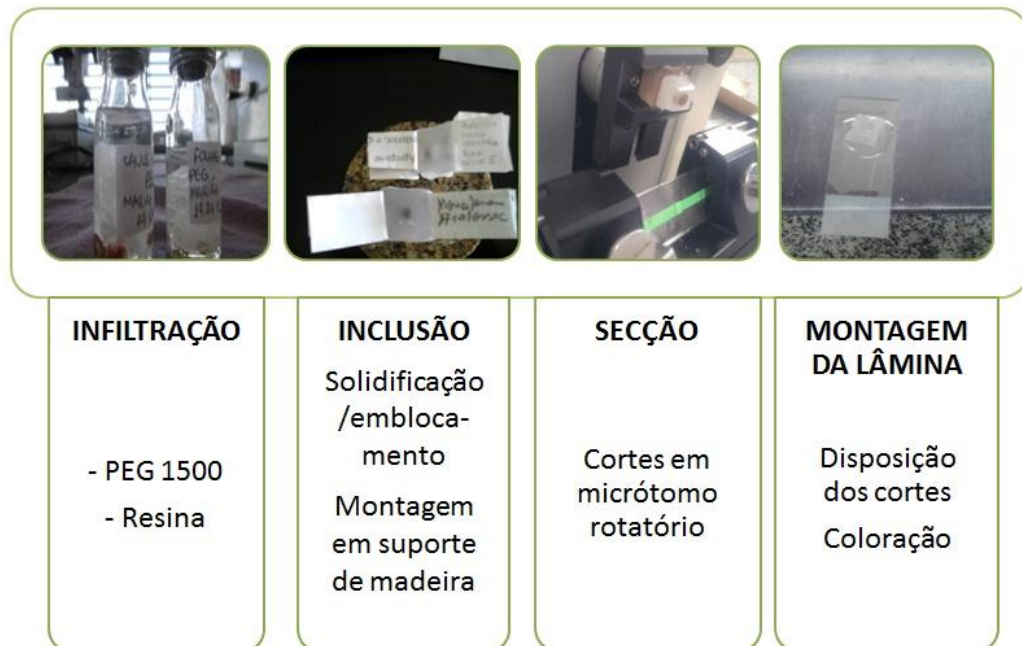 PEG
INFILTRAÇÃO
- PEG 1500
- Resina
INCLUSÃO
Solidificação
/embloca-
mento
Montagem
em suporte
de madeira
SECÇÃO
Cortes em
micrótomo
rotatório
MONTAGEM
DA LÂMINA
Disposição
dos cortes
Coloração